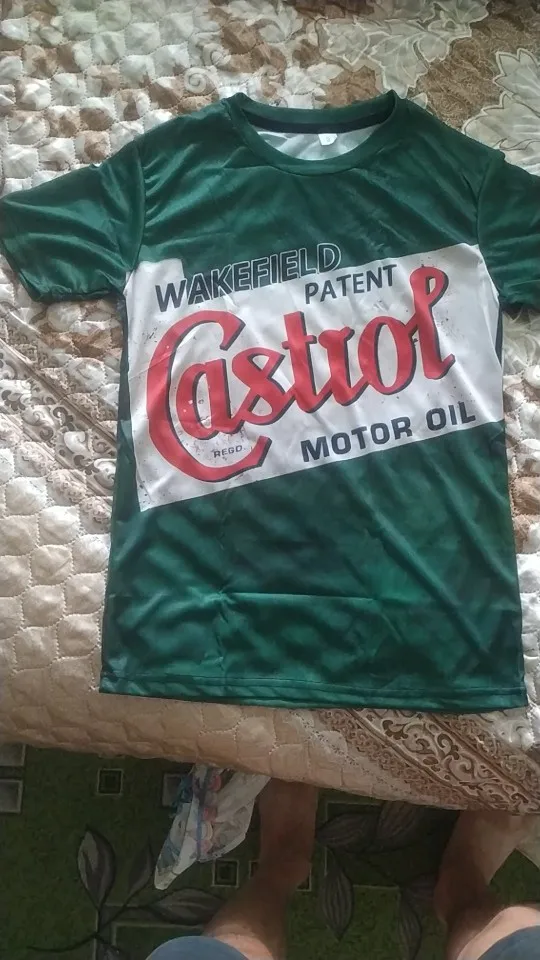 WAKEFIELD
PATENT
Castrol
REGD.
MOTOR OIL